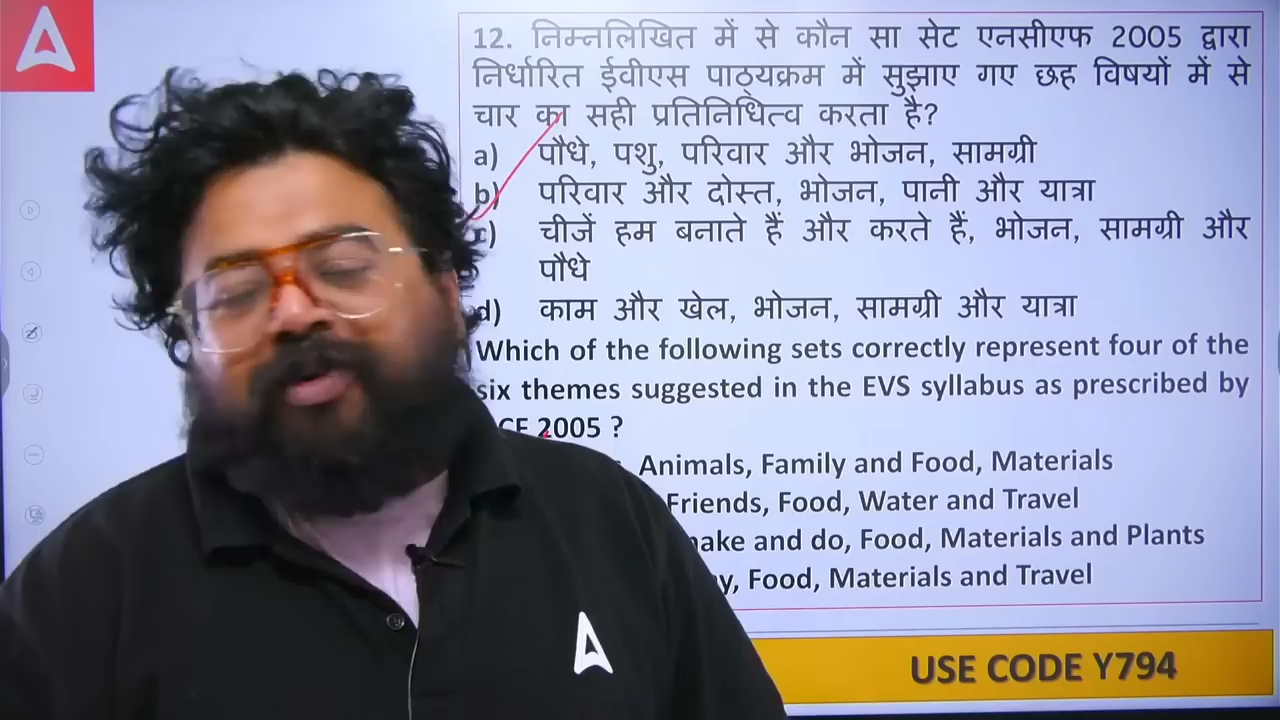 12. निम्नलिखित में से कौन सा सेट एनसीएफ 2005 द्वारा
निर्धारित ईवीएस पाठ्यक्रम में सुझाए गए छह विषयों में से
चार का सही प्रतिनिधित्व करता है?
a) पौधे, पशु, परिवार और भोजन, सामग्री
b) परिवार और दोस्त, भोजन, पानी और यात्रा
c) चीजें हम बनाते हैं और करते हैं, भोजन, सामग्री और
पौधे
d) काम और खेल, भोजन, सामग्री और यात्रा
Which of the following sets correctly represent four of the
six themes suggested in the EVS syllabus as prescribed by
CF 2005 ?
Animals, Family and Food, Materials
Friends, Food, Water and Travel
and do, Food, Materials and Plants
Food, Materials and Travel
USE CODE Y794